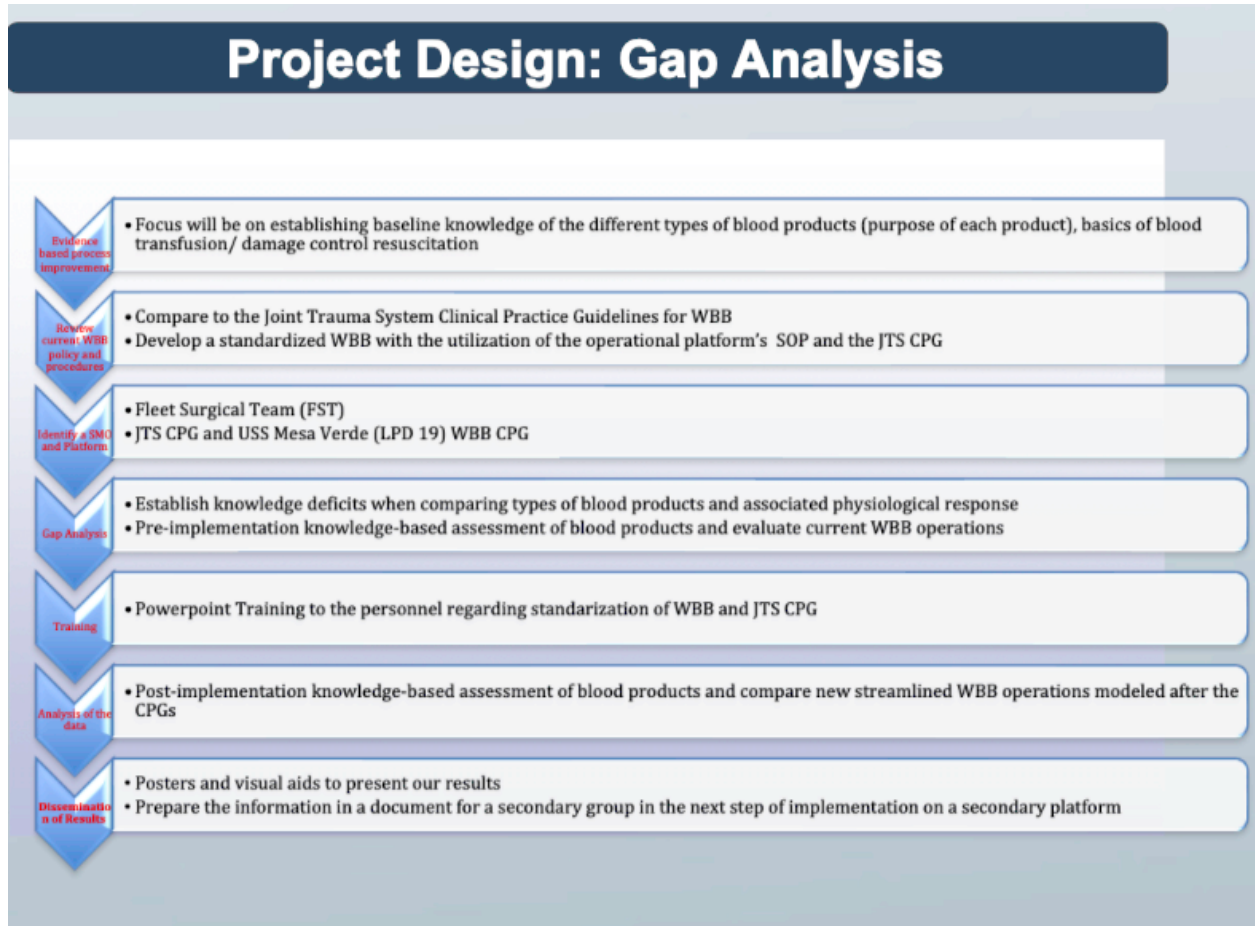 Project Design: Gap Analysis
Evidence
based process
improvement
• Focus will be on establishing baseline knowledge of the different types of blood products (purpose of each product), basics of blood
transfusion/ damage control resuscitation
Review
current WBB
policy and
procedures
• Compare to the Joint Trauma System Clinical Practice Guidelines for WBB
• Develop a standardized WBB with the utilization of the operational platform's SOP and the JTS CPG
Identify a SMO
and Platform
• Fleet Surgical Team (FST)
• JTS CPG and USS Mesa Verde (LPD 19) WBB CPG
Gap Analysis
• Establish knowledge deficits when comparing types of blood products and associated physiological response
• Pre-implementation knowledge-based assessment of blood products and evaluate current WBB operations
Training
• Powerpoint Training to the personnel regarding standarization of WBB and JTS CPG
Analysis of the
data
• Post-implementation knowledge-based assessment of blood products and compare new streamlined WBB operations modeled after the
CPGs
Disseminatio
n of Results
• Posters and visual aids to present our results
• Prepare the information in a document for a secondary group in the next step of implementation on a secondary platform